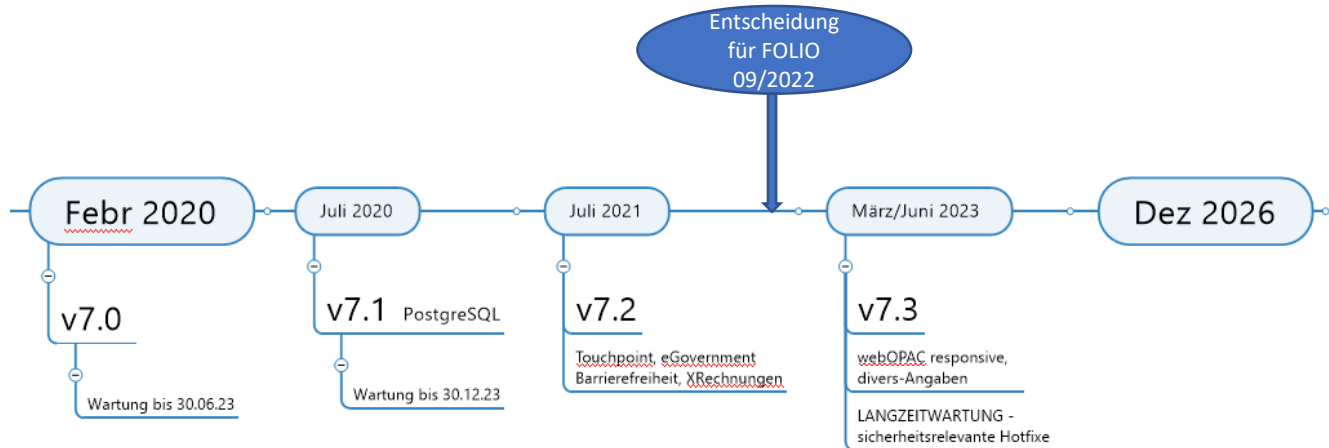 Entscheidung
für FOLIO
09/2022
Febr 2020
Juli 2020
Juli 2021
März/Juni 2023
Dez 2026
v7.0
Wartung bis 30.06.23
v7.1 PostgreSQL
Wartung bis 30.12.23
v7.2
Touchpoint, eGovernment
Barrierefreiheit, XRechnungen
v7.3
webOPAC responsive,
divers-Angaben
LANGZEITWARTUNG -
sicherheitsrelevante Hotfixe